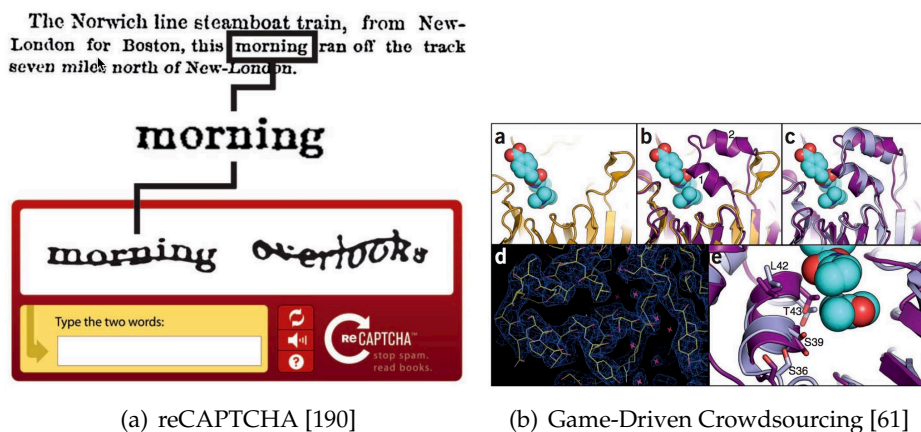 The Norwich line steamboat train, from New-
London for Boston, this morning ran off the track
seven miles north of New-London.
morning
morning overlooks
Type the two words:
reCAPTCHA™
stop spam.
read books.
?
a
b
2
1
c
d
e
L42
T43
S39
S36
(a) reCAPTCHA [190]
(b) Game-Driven Crowdsourcing [61]